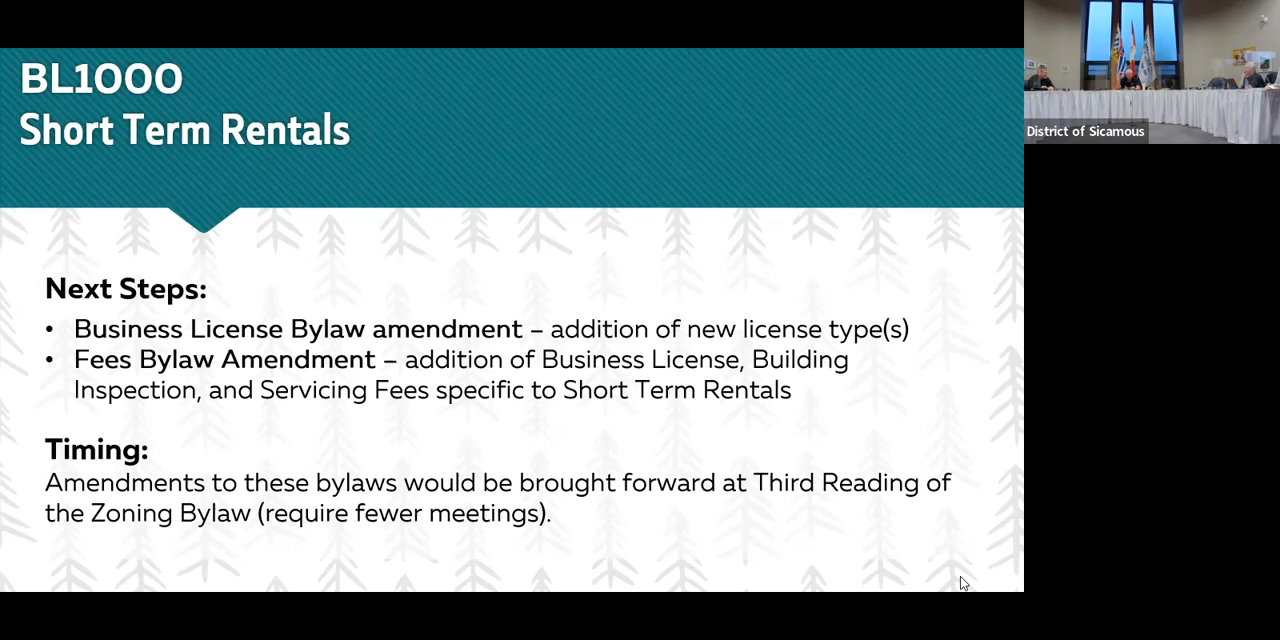 BL1000
Short Term Rentals
Next Steps:
• Business License Bylaw amendment – addition of new license type(s)
• Fees Bylaw Amendment – addition of Business License, Building
Inspection, and Servicing Fees specific to Short Term Rentals
Timing:
Amendments to these bylaws would be brought forward at Third Reading of
the Zoning Bylaw (require fewer meetings).
District of Sicamous